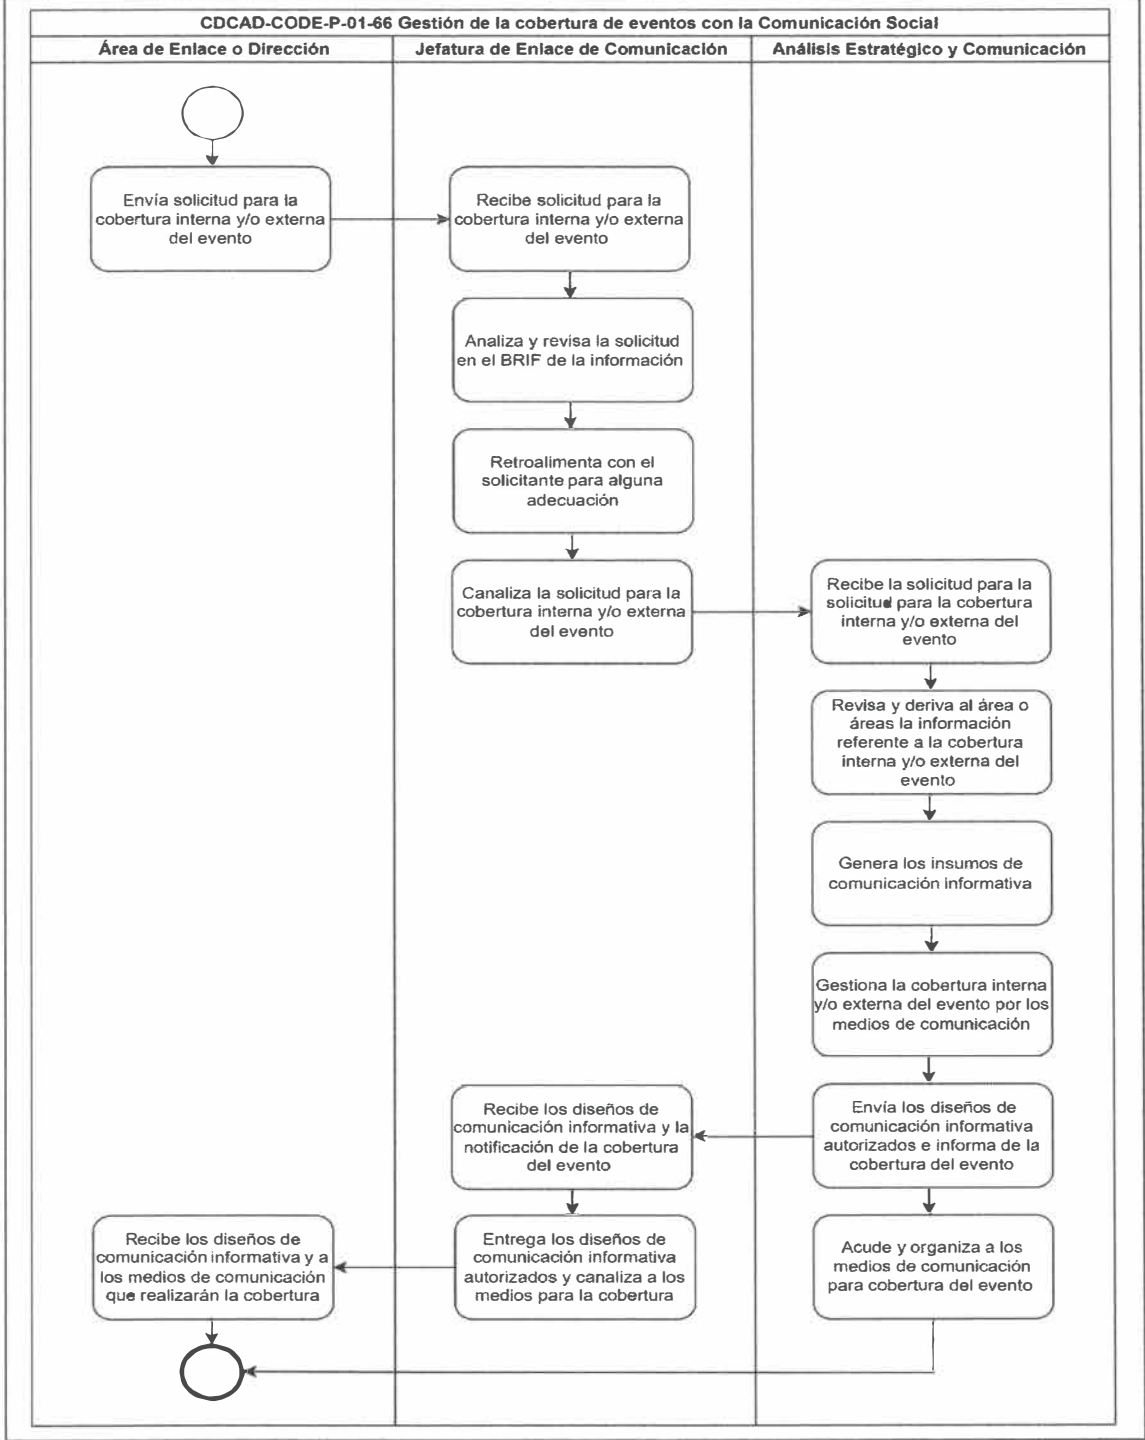 CDCAD-CODE-P-01-66 Gestión de la cobertura de eventos con la Comunicación Social
Área de Enlace o Dirección
Jefatura de Enlace de Comunicación
Análisis Estratégico y Comunicación
Envía solicitud para la
cobertura interna y/o externa
del evento
Recibe solicitud para la
cobertura interna y/o externa
del evento
Analiza y revisa la solicitud
en el BRIF de la información
Retroalimenta con el
solicitante para alguna
adecuación
Canaliza la solicitud para la
cobertura interna y/o externa
del evento
Recibe la solicitud para la
solicitud para la cobertura
interna y/o externa del
evento
Revisa y deriva al área o
áreas la información
referente a la cobertura
interna y/o externa del
evento
Genera los insumos de
comunicación informativa
Gestiona la cobertura interna
y/o externa del evento por los
medios de comunicación
Envía los diseños de
comunicación informativa
autorizados e informa de la
cobertura del evento
Recibe los diseños de
comunicación informativa y la
notificación de la cobertura
del evento
Entrega los diseños de
comunicación informativa
autorizados y canaliza a los
medios para la cobertura
Recibe los diseños de
comunicación informativa y a
los medios de comunicación
que realizarán la cobertura
Acude y organiza a los
medios de comunicación
para cobertura del evento